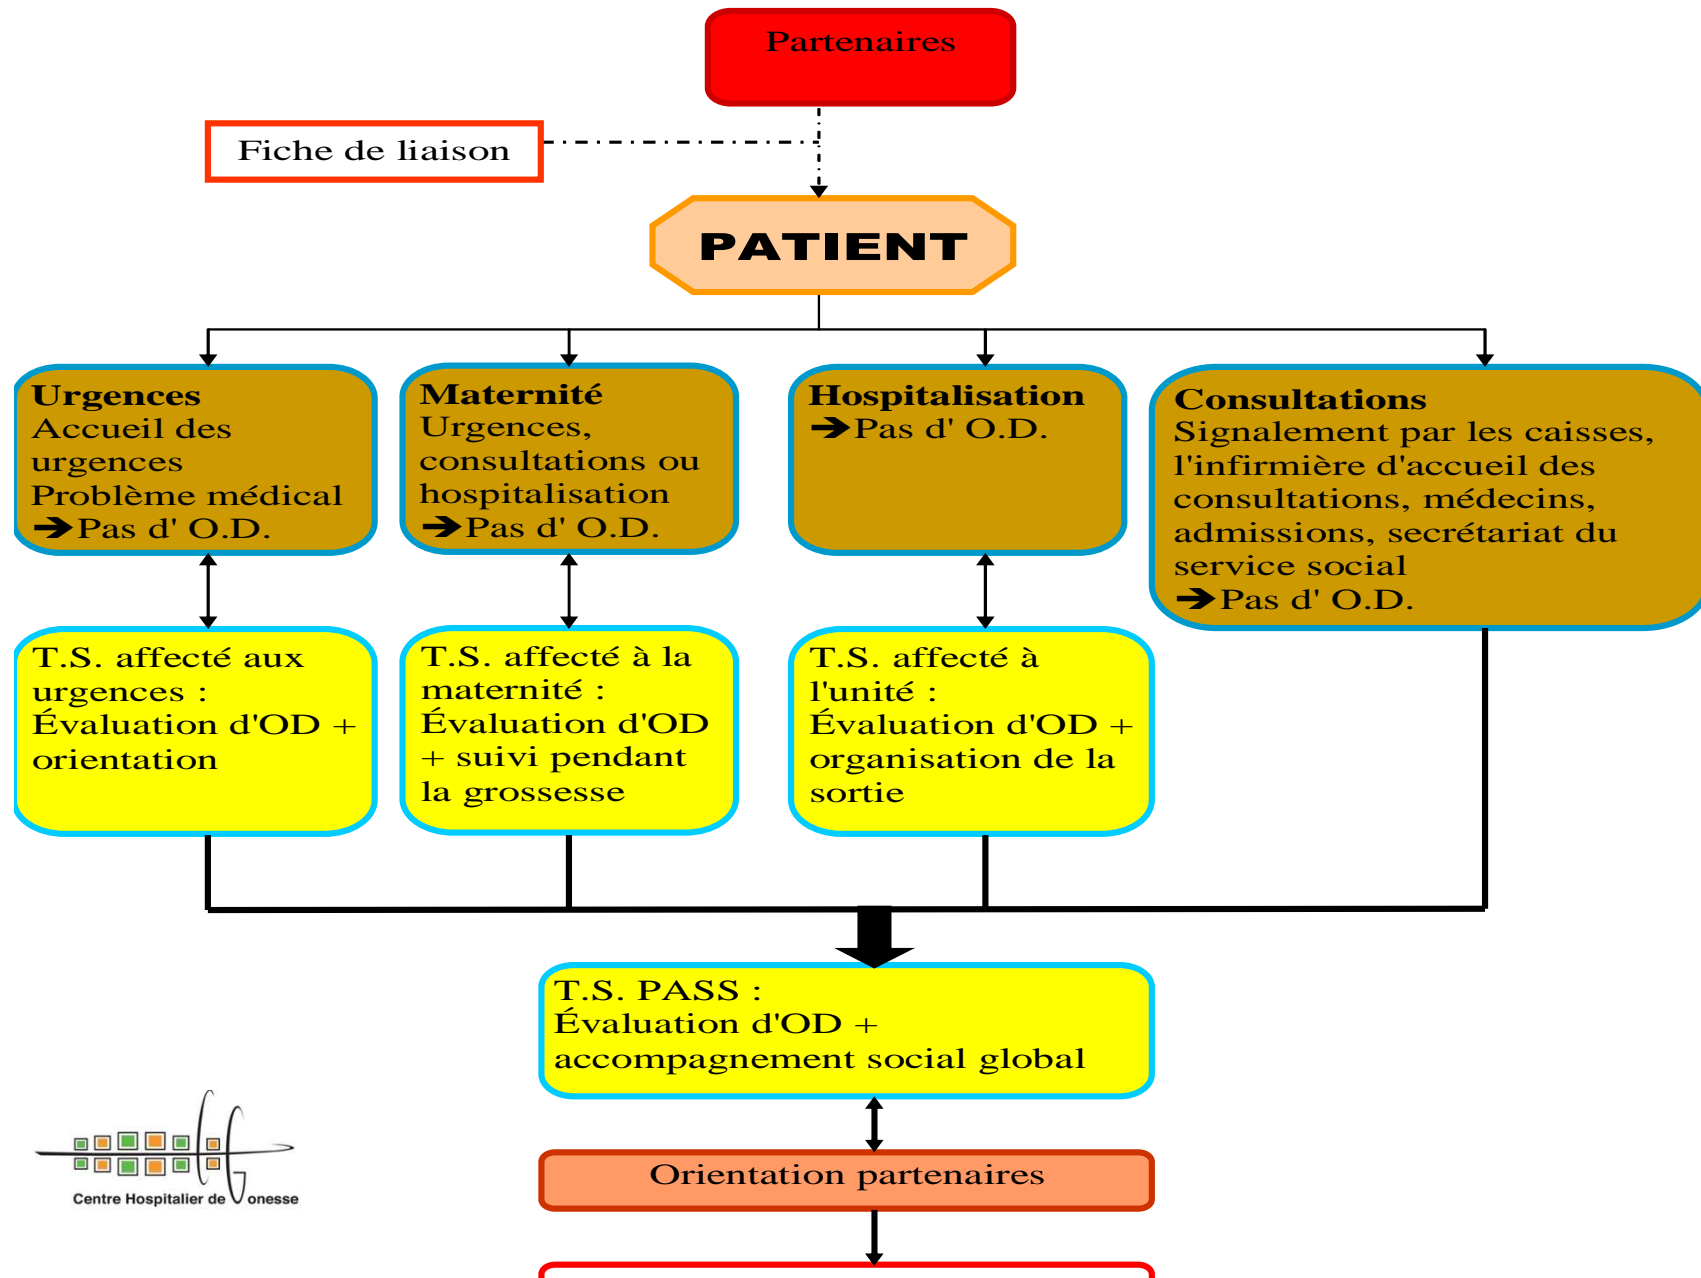 Partenaires
Fiche de liaison
PATIENT
Urgences
Accueil des
urgences
Problème médical
➔Pas d' O.D.
Maternité
Urgences,
consultations ou
hospitalisation
➔Pas d' O.D.
Hospitalisation
➔Pas d' O.D.
Consultations
Signalement par les caisses,
l'infirmière d'accueil des
consultations, médecins,
admissions, secrétariat du
service social
➔Pas d' O.D.
T.S. affecté aux
urgences :
Évaluation d'OD +
orientation
T.S. affecté à la
maternité :
Évaluation d'OD
+ suivi pendant
la grossesse
T.S. affecté à
l'unité :
Évaluation d'OD +
organisation de la
sortie
T.S. PASS :
Évaluation d'OD +
accompagnement social global
Orientation partenaires
Centre Hospitalier de Gonesse